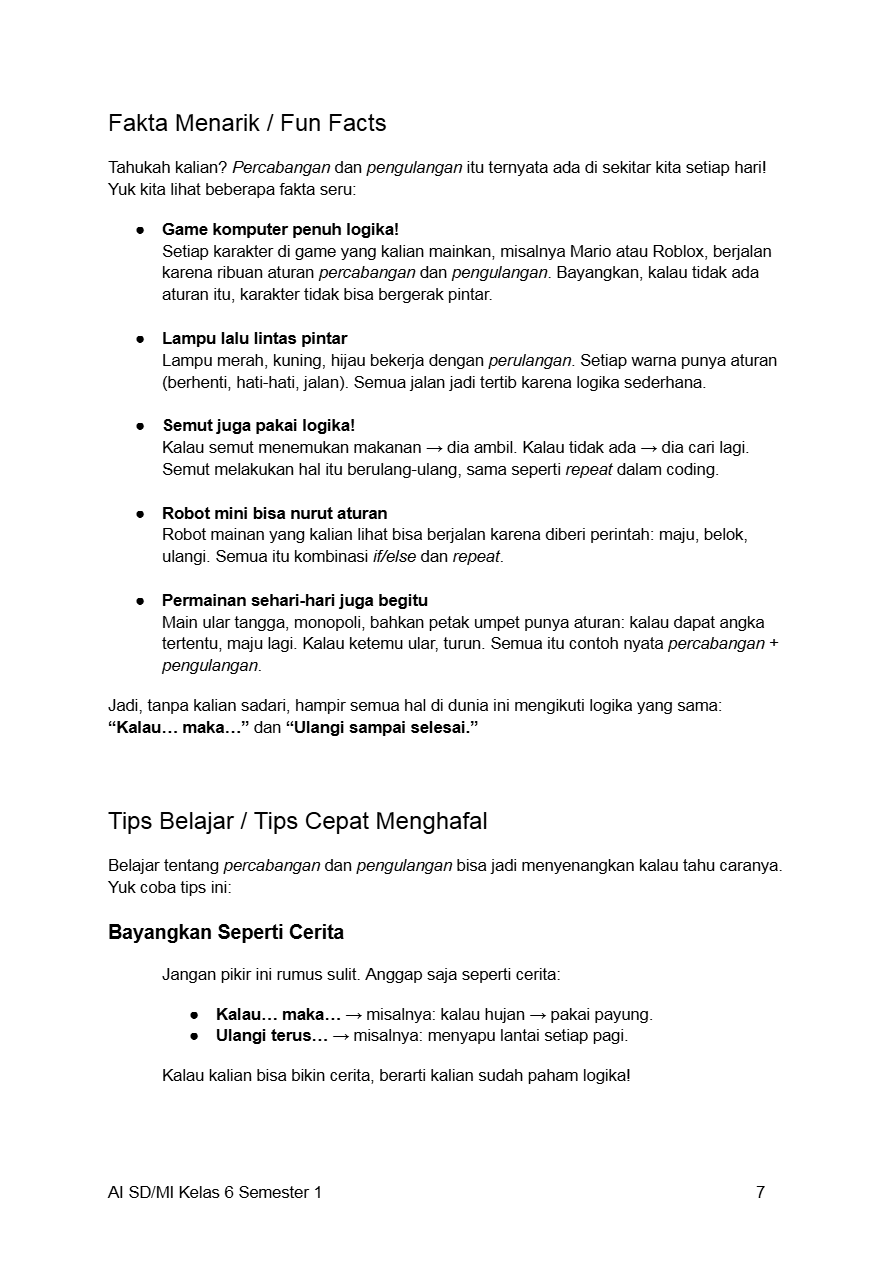 Fakta Menarik / Fun Facts
Tahukah kalian? Percabangan dan pengulangan itu ternyata ada di sekitar kita setiap hari!
Yuk kita lihat beberapa fakta seru:
● Game komputer penuh logika!
Setiap karakter di game yang kalian mainkan, misalnya Mario atau Roblox, berjalan
karena ribuan aturan percabangan dan pengulangan. Bayangkan, kalau tidak ada
aturan itu, karakter tidak bisa bergerak pintar.
● Lampu lalu lintas pintar
Lampu merah, kuning, hijau bekerja dengan perulangan. Setiap warna punya aturan
(berhenti, hati-hati, jalan). Semua jalan jadi tertib karena logika sederhana.
● Semut juga pakai logika!
Kalau semut menemukan makanan → dia ambil. Kalau tidak ada → dia cari lagi.
Semut melakukan hal itu berulang-ulang, sama seperti repeat dalam coding.
● Robot mini bisa nurut aturan
Robot mainan yang kalian lihat bisa berjalan karena diberi perintah: maju, belok,
ulangi. Semua itu kombinasi if/else dan repeat.
● Permainan sehari-hari juga begitu
Main ular tangga, monopoli, bahkan petak umpet punya aturan: kalau dapat angka
tertentu, maju lagi. Kalau ketemu ular, turun. Semua itu contoh nyata percabangan +
pengulangan.
Jadi, tanpa kalian sadari, hampir semua hal di dunia ini mengikuti logika yang sama:
“Kalau… maka…” dan “Ulangi sampai selesai.”
Tips Belajar / Tips Cepat Menghafal
Belajar tentang percabangan dan pengulangan bisa jadi menyenangkan kalau tahu caranya.
Yuk coba tips ini:
Bayangkan Seperti Cerita
Jangan pikir ini rumus sulit. Anggap saja seperti cerita:
● Kalau… maka… → misalnya: kalau hujan → pakai payung.
● Ulangi terus… → misalnya: menyapu lantai setiap pagi.
Kalau kalian bisa bikin cerita, berarti kalian sudah paham logika!
AI SD/MI Kelas 6 Semester 1 7